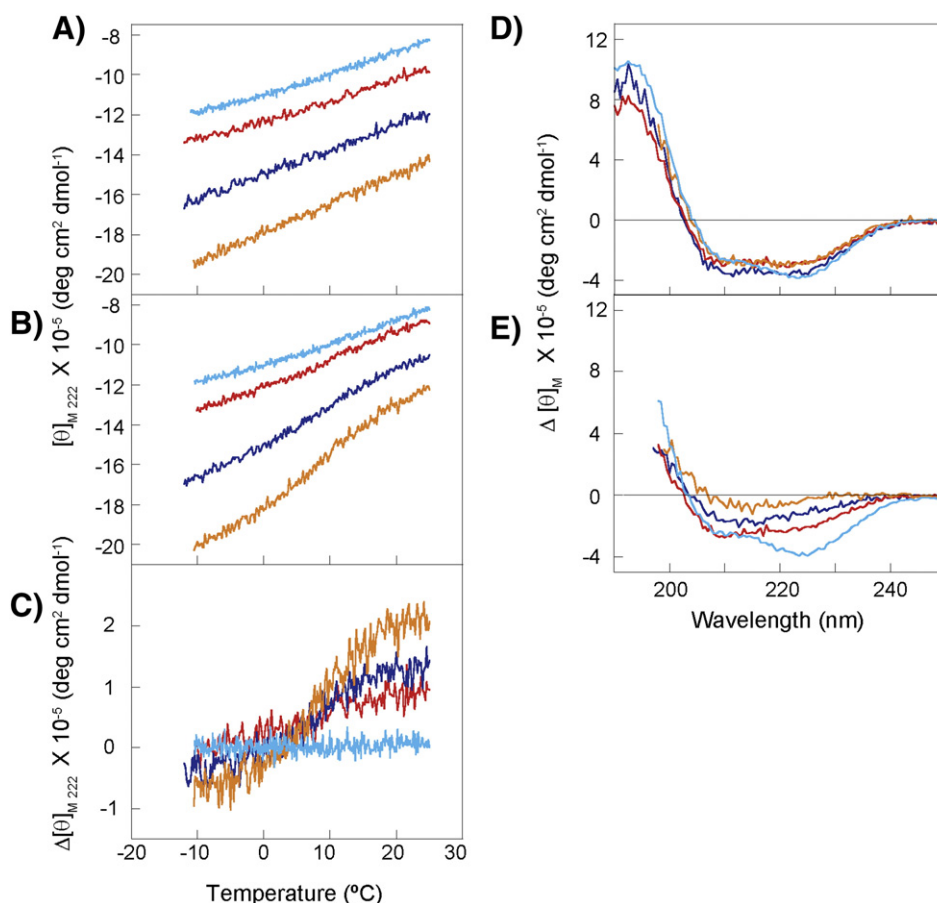 A)
-8
-10
-12
-14
-16
-18
-20
B)
-8
-10
-12
-14
-16
-18
-20
[θ]M 222 X 10-5 (deg cm2 dmol-1)
C)
2
1
0
-1
Δ[θ]M 222 X 10-5 (deg cm2 dmol-1)
-20 -10 0 10 20 30
Temperature (ºC)
D)
12
8
4
0
-4
E)
12
8
4
0
-4
Δ [θ]M X 10-5 (deg cm2 dmol-1)
200 220 240
Wavelength (nm)